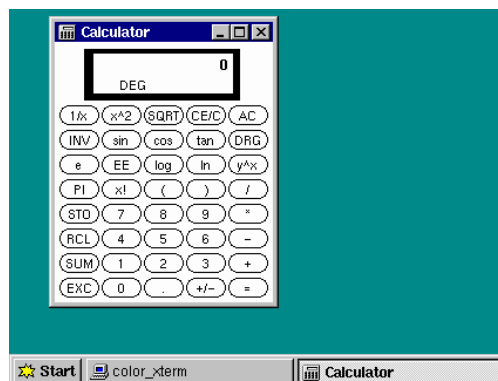 Calculator
0
DEG
1/x x^2 SQRT CE/C AC
INV sin cos tan DRG
e EE log ln y^x
PI x! ( ) /
STO 7 8 9 *
RCL 4 5 6 -
SUM 1 2 3 +
EXC 0 . +/- =
Start color_xterm Calculator